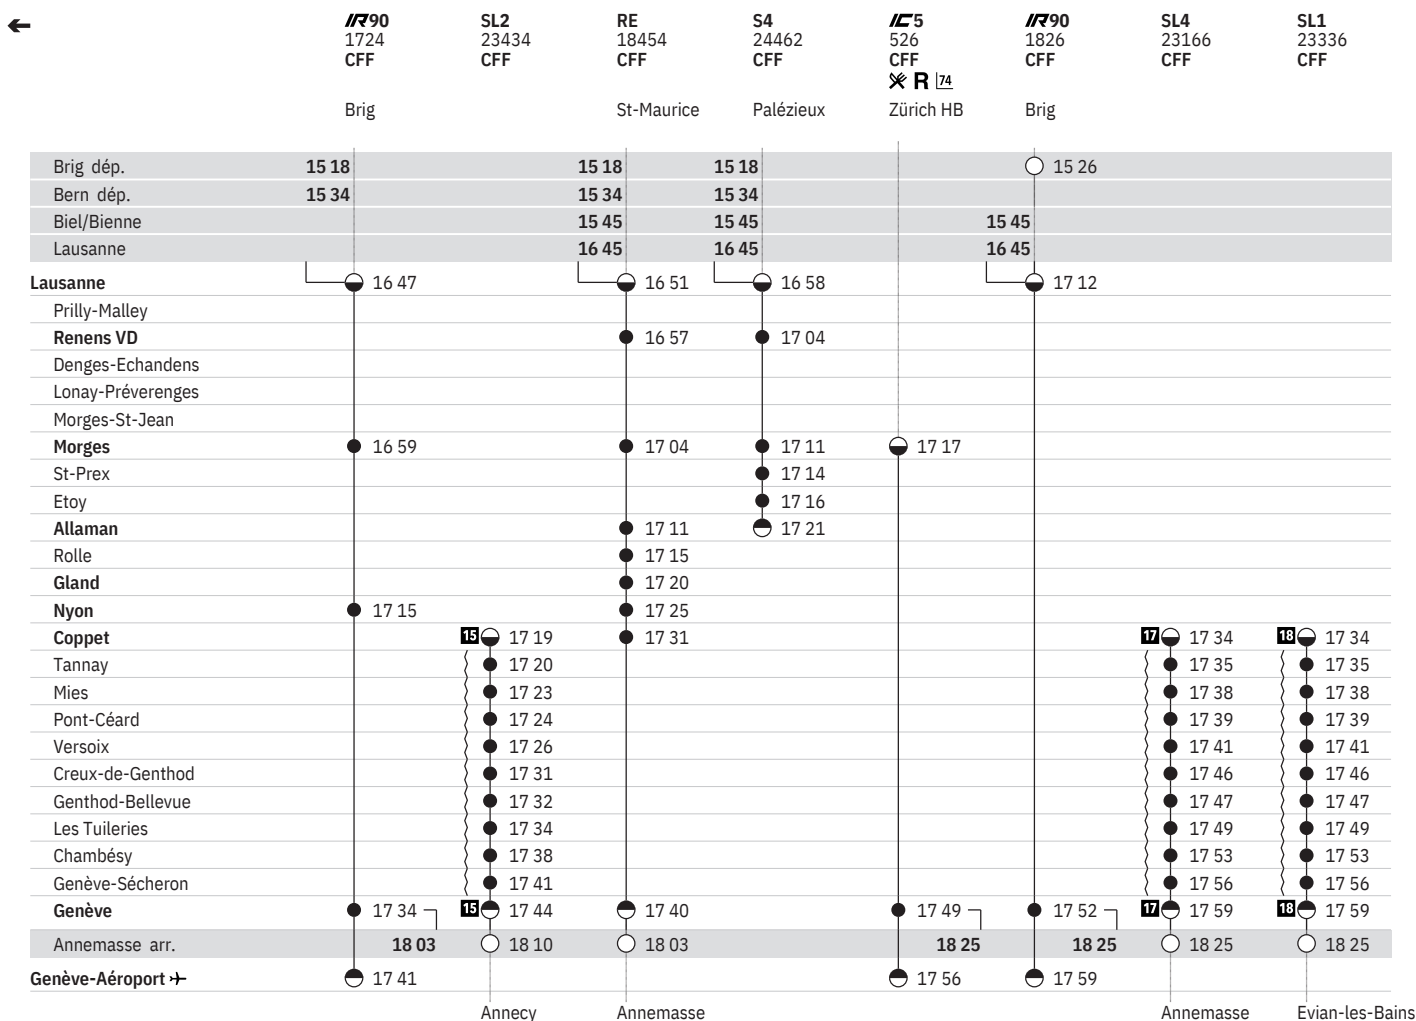 IR90 SL2 RE S4 IC5 IR90 SL4 SL1
1724 23434 18454 24462 526 1826 23166 23336
CFF CFF CFF CFF CFF CFF CFF CFF
R 74
Brig St-Maurice Palézieux Zürich HB Brig
Brig dép. 15 18 15 18 15 18 15 26
Bern dép. 15 34 15 34 15 34
Biel/Bienne 15 45 15 45 15 45
Lausanne 16 45 16 45 16 45
Lausanne 16 47 16 51 16 58 17 12
Prilly-Malley
Renens VD 16 57 17 04
Denges-Echandens
Lonay-Préverenges
Morges-St-Jean
Morges 16 59 17 04 17 11 17 17
St-Prex 17 14
Etoy 17 16
Allaman 17 11 17 21
Rolle 17 15
Gland 17 20
Nyon 17 15 17 25
Coppet 15 17 19 17 31 17 17 34 18 17 34
Tannay 17 20 17 35 17 35
Mies 17 23 17 38 17 38
Pont-Céard 17 24 17 39 17 39
Versoix 17 26 17 41 17 41
Creux-de-Genthod 17 31 17 46 17 46
Genthod-Bellevue 17 32 17 47 17 47
Les Tuileries 17 34 17 49 17 49
Chambésy 17 38 17 53 17 53
Genève-Sécheron 17 41 17 56 17 56
Genève 17 34 15 17 44 17 40 17 49 17 52 17 17 59 18 17 59
Annemasse arr. 18 03 18 10 18 03 18 25 18 25 18 25 18 25
Genève-Aéroport 17 41 17 56 17 59
Annecy Annemasse Annemasse Evian-les-Bains